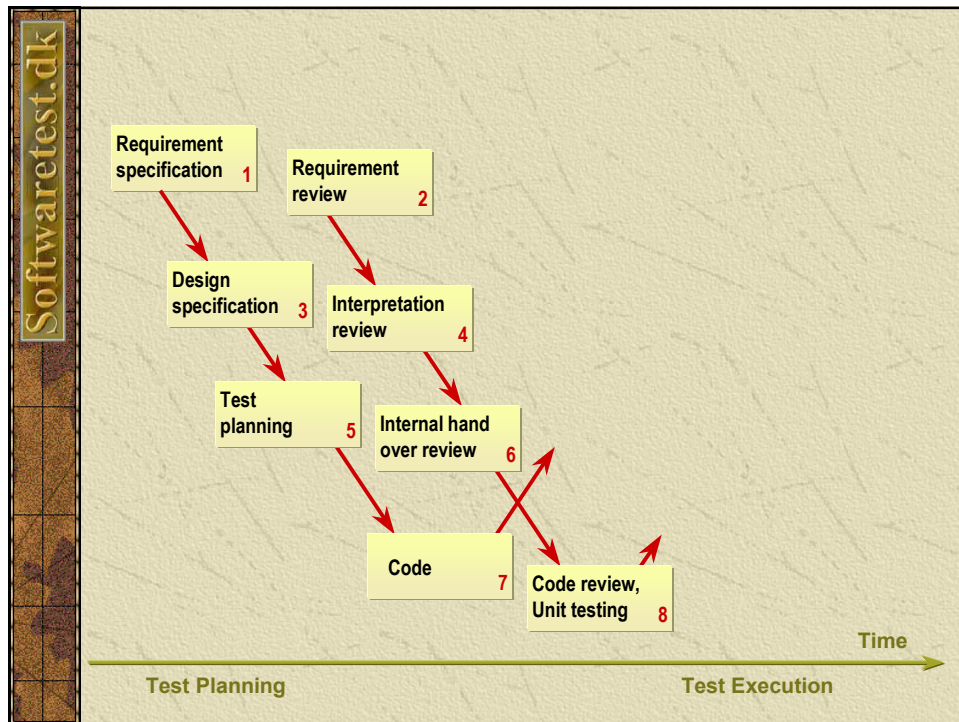 Softwaretest.dk
Requirement
specification 1
Requirement
review 2
Design
specification 3
Interpretation
review 4
Test
planning 5
Internal hand
over review 6
Code 7
Code review,
Unit testing 8
Time
Test Planning
Test Execution